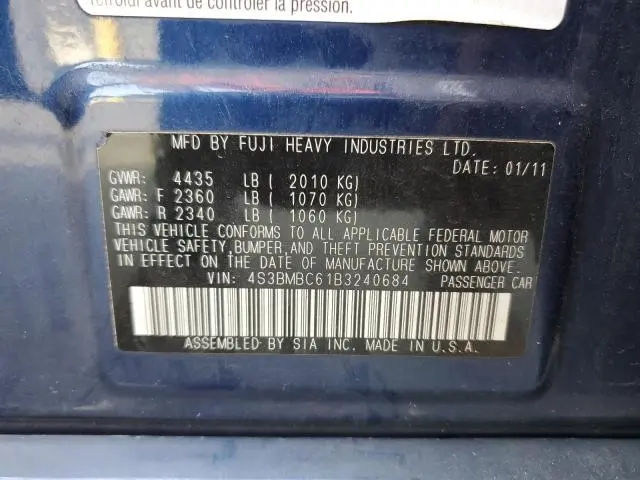 refroidi avant de contrôler la pression.
MFD BY FUJI HEAVY INDUSTRIES LTD.
DATE: 01/11
GVWR: 4435 LB ( 2010 KG)
GAWR: F 2360 LB ( 1070 KG)
GAWR: R 2340 LB ( 1060 KG)
THIS VEHICLE CONFORMS TO ALL APPLICABLE FEDERAL MOTOR
VEHICLE SAFETY,BUMPER,AND THEFT PREVENTION STANDARDS
IN EFFECT ON THE DATE OF MANUFACTURE SHOWN ABOVE.
VIN: 4S3BMBC61B3240684 PASSENGER CAR
ASSEMBLED BY SIA INC. MADE IN U.S.A.